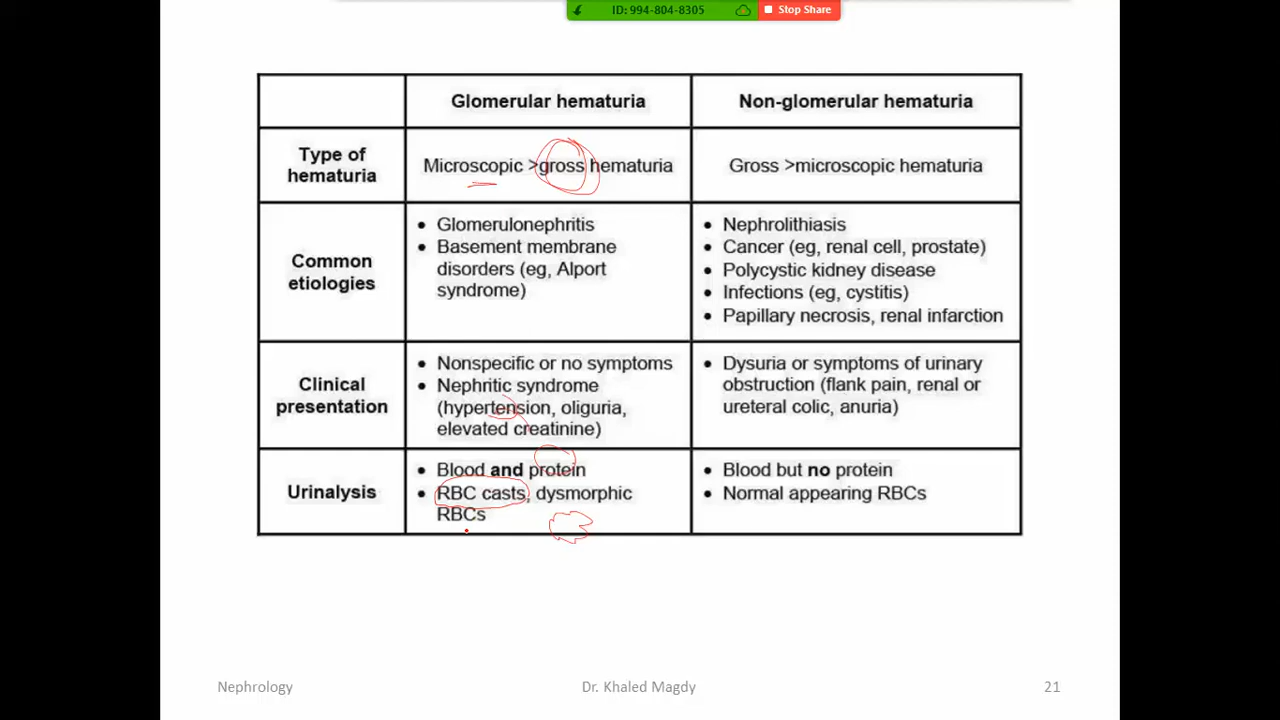 ID: 994-804-8305
Stop Share
Glomerular hematuria
Non-glomerular hematuria
Type of
hematuria
Microscopic >gross hematuria
Gross >microscopic hematuria
Common
etiologies
• Glomerulonephritis
• Basement membrane
disorders (eg, Alport
syndrome)
• Nephrolithiasis
• Cancer (eg, renal cell, prostate)
• Polycystic kidney disease
• Infections (eg, cystitis)
• Papillary necrosis, renal infarction
Clinical
presentation
• Nonspecific or no symptoms
• Nephritic syndrome
(hypertension, oliguria,
elevated creatinine)
• Dysuria or symptoms of urinary
obstruction (flank pain, renal or
ureteral colic, anuria)
Urinalysis
• Blood and protein
• RBC casts, dysmorphic
RBCs
• Blood but no protein
• Normal appearing RBCs
Nephrology
Dr. Khaled Magdy
21